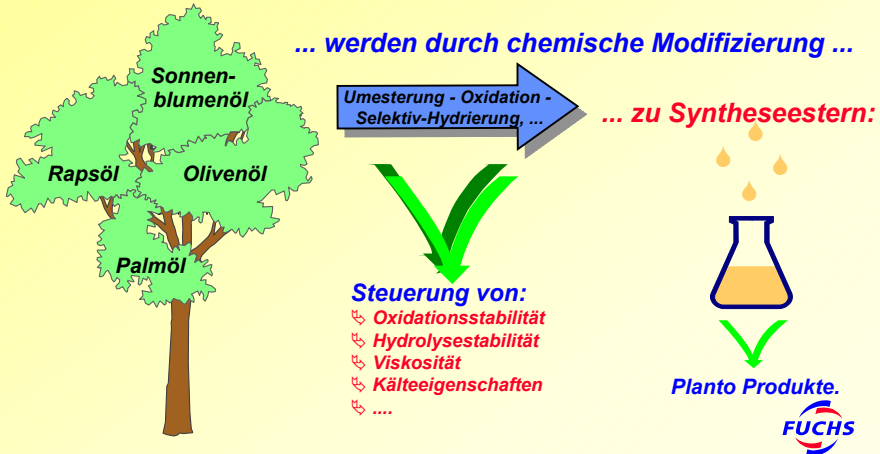 ... werden durch chemische Modifizierung ...
Sonnen-
blumenöl
Rapsöl
Olivenöl
Palmöl
Umesterung - Oxidation -
Selektiv-Hydrierung, ...
... zu Syntheseestern:
Steuerung von:
Oxidationsstabilität
Hydrolysestabilität
Viskosität
Kälteeigenschaften
....
Planto Produkte.
FUCHS